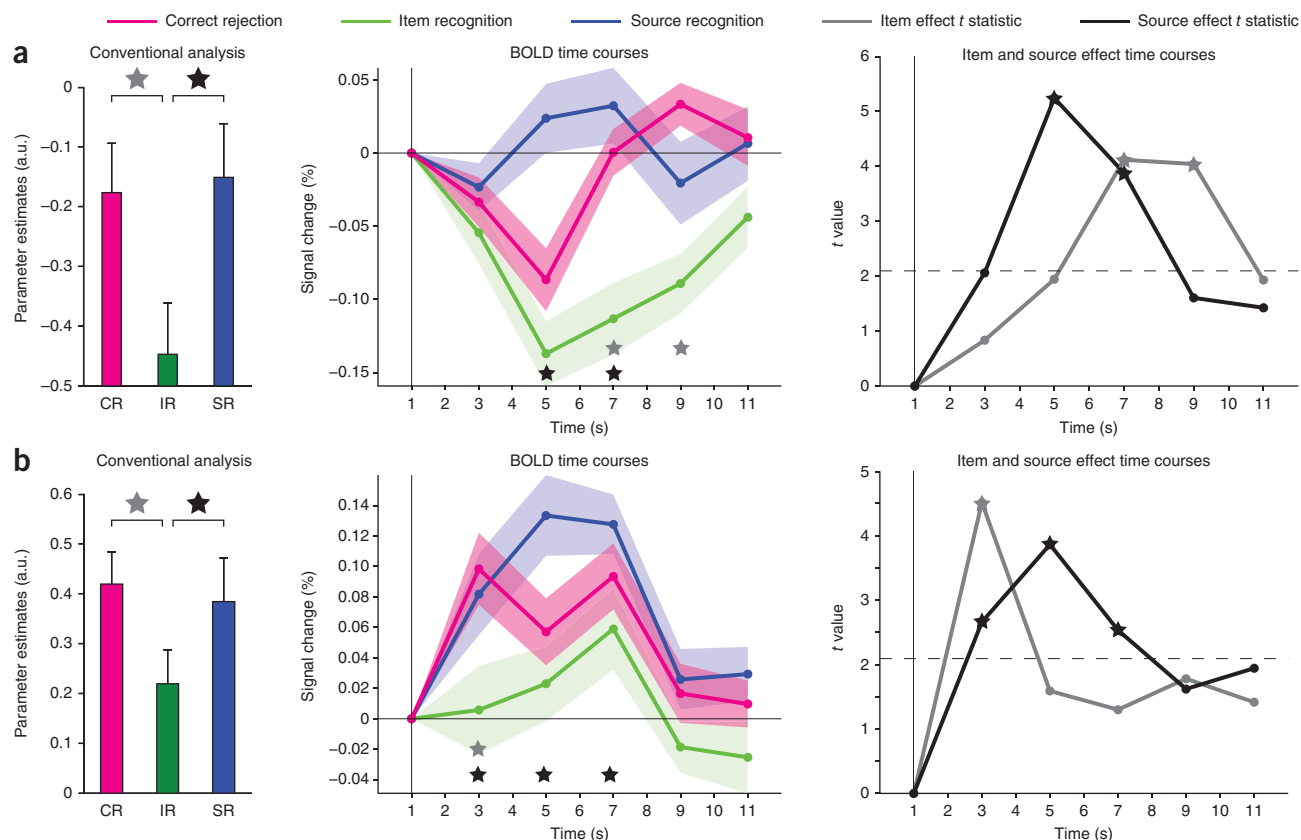 Correct rejection Item recognition Source recognition Item effect t statistic Source effect t statistic
a
Conventional analysis
Parameter estimates (a.u.)
0
–0.1
–0.2
–0.3
–0.4
–0.5
CR IR SR
BOLD time courses
Signal change (%)
0.05
0
–0.05
–0.10
–0.15
1 2 3 4 5 6 7 8 9 10 11
Time (s)
Item and source effect time courses
t value
6
5
4
3
2
1
0
1 2 3 4 5 6 7 8 9 10 11
Time (s)
b
Conventional analysis
Parameter estimates (a.u.)
0.6
0.5
0.4
0.3
0.2
0.1
0
CR IR SR
BOLD time courses
Signal change (%)
0.14
0.12
0.10
0.08
0.06
0.04
0.02
0
–0.02
–0.04
1 2 3 4 5 6 7 8 9 10 11
Time (s)
Item and source effect time courses
t value
5
4
3
2
1
0
1 2 3 4 5 6 7 8 9 10 11
Time (s)